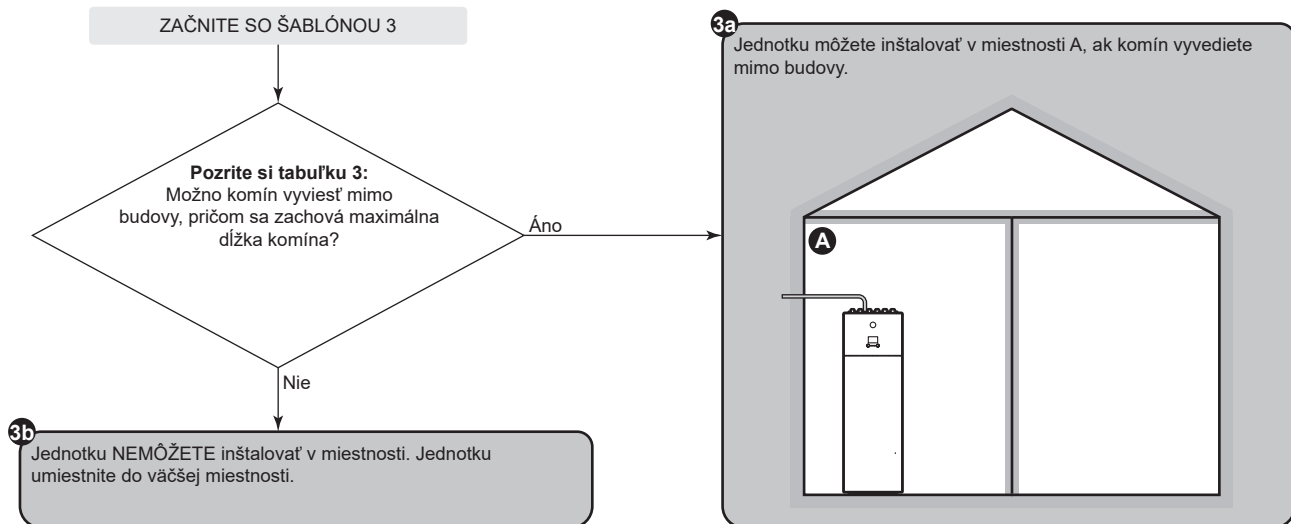 ZAČNITE SO ŠABLÓNOU 3
Pozrite si tabuľku 3:
Možno komín vyviesť mimo
budovy, pričom sa zachová maximálna
dĺžka komína?
Áno
Nie
3a
Jednotku môžete inštalovať v miestnosti A, ak komín vyvediete
mimo budovy.
A
3b
Jednotku NEMÔŽETE inštalovať v miestnosti. Jednotku
umiestnite do väčšej miestnosti.